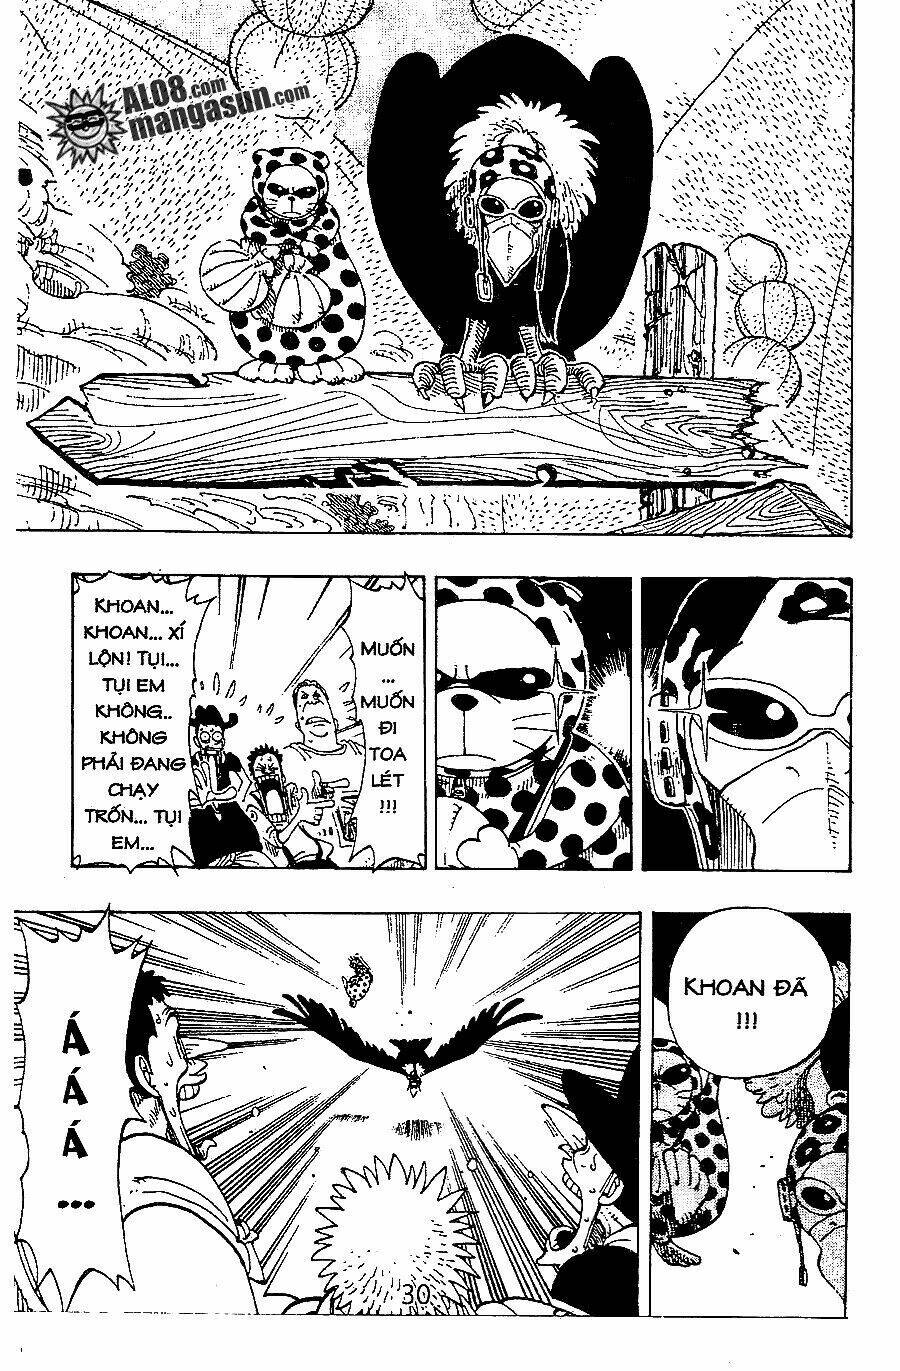 AL08.com
mangasun.com
KHOAN...
KHOAN... XÍ
LỘN! TỤI...
TỤI EM
KHÔNG..
KHÔNG
PHẢI ĐANG
CHẠY
TRỐN... TỤI
EM...
MUỐN
...
MUỐN
ĐI
TOA
LÉT
!!!
KHOAN ĐÃ
!!!
Á
Á
Á
...
30